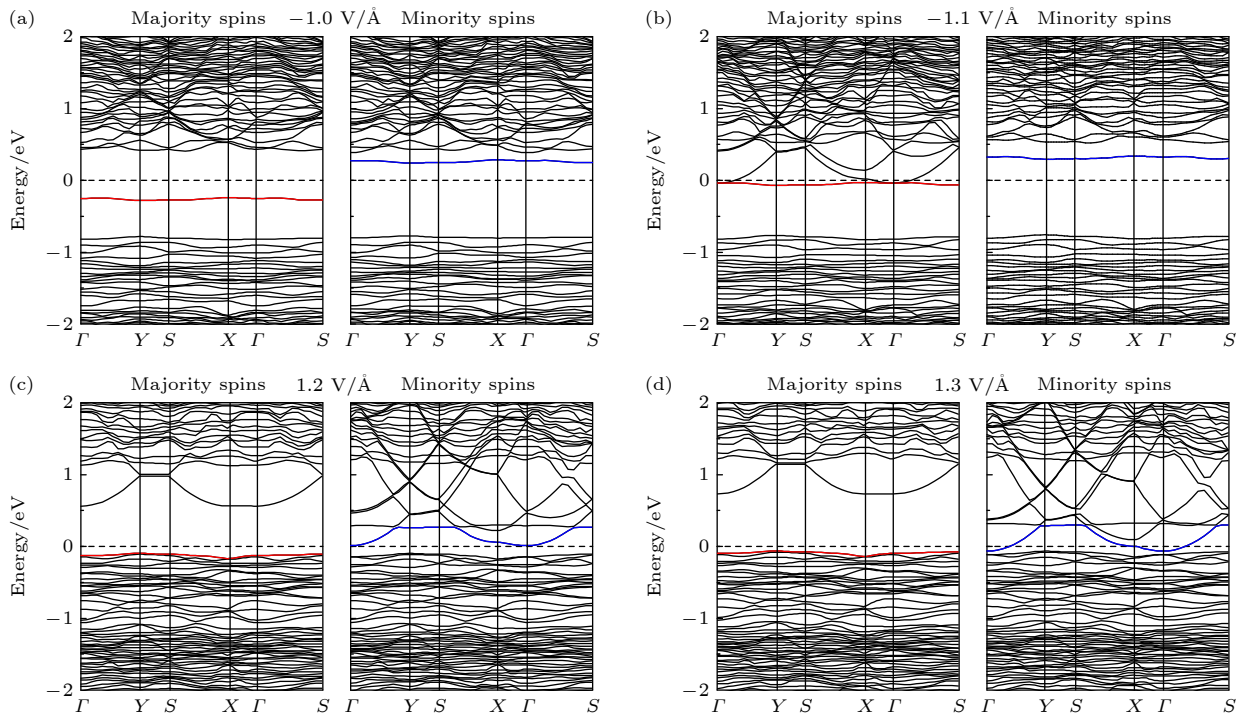 (a) Majority spins −1.0 V/Å Minority spins
2
1
0
−1
−2
Energy/eV
Γ Y S X Γ S Γ Y S X Γ S
(b) Majority spins −1.1 V/Å Minority spins
2
1
0
−1
−2
Energy/eV
Γ Y S X Γ S Γ Y S X Γ S
(c) Majority spins 1.2 V/Å Minority spins
2
1
0
−1
−2
Energy/eV
Γ Y S X Γ S Γ Y S X Γ S
(d) Majority spins 1.3 V/Å Minority spins
2
1
0
−1
−2
Energy/eV
Γ Y S X Γ S Γ Y S X Γ S